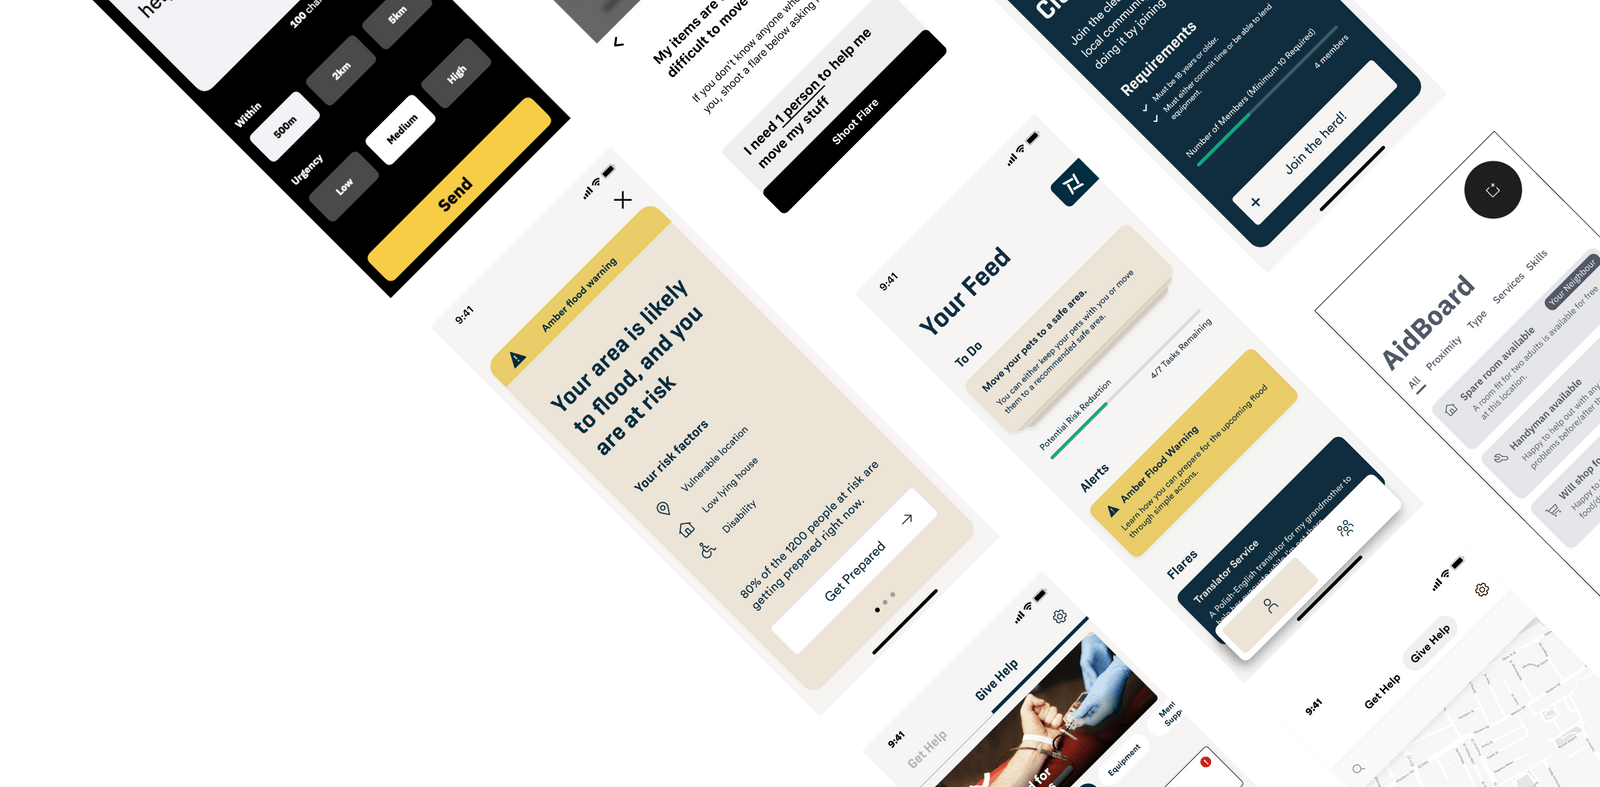 100
Within
500m
2km
5km
Urgency
Low
Medium
High
Send
My items are
difficult to move
If you don't know anyone
you, shoot a flare below asking
I need 1 person to help me
move my stuff
Shoot Flare
Join the
local
doing it by joining
Requirements
Must be 18 years or older.
Must either commit time or be able to lend
equipment.
Number of Members (Minimum 10 Required)
4 members
+ Join the herd!
9:41
Amber flood warning
Your area is likely
to flood, and you
are at risk
Your risk factors
Vulnerable location
Low lying house
Disability
80% of the 1200 people at risk are
getting prepared right now.
Get Prepared
9:41
Your Feed
To Do
Move your pets to a safe area.
You can either keep your pets with you or move
them to a recommended safe area.
Potential Risk Reduction
4/7 Tasks Remaining
Alerts
Amber Flood Warning
Learn how you can prepare for the upcoming flood
through simple actions.
Flares
Translator Service
A Polish-English translator for my grandmother to
AidBoard
All
Proximity
Type
Services
Skills
Your Neighbour
Spare room available
A room fit for two adults is available for free
at this location.
Handyman available
Happy to help out with any
problems before/after
Will shop
Happy to
9:41
Get Help
Give Help
Equipment
9:41
Get Help
Give Help